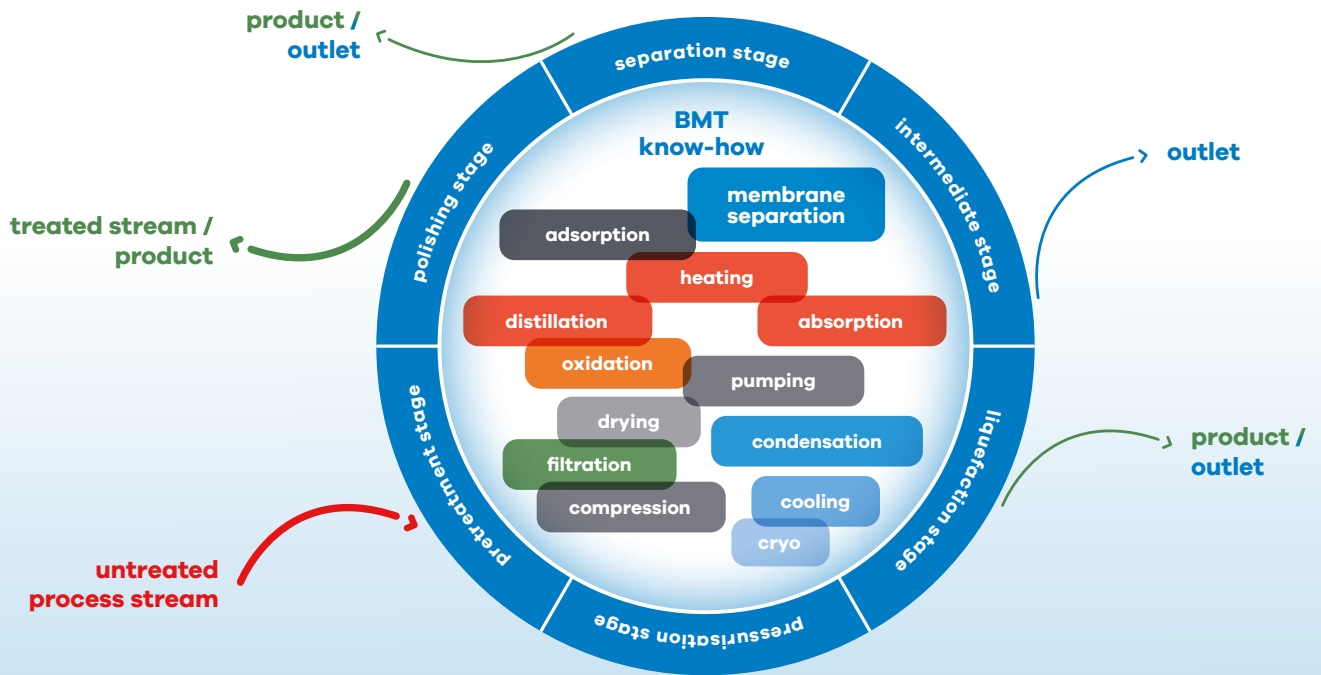 product /
outlet
separation stage
BMT
know-how
intermediate stage
outlet
polishing stage
membrane
separation
adsorption
treated stream /
product
heating
distillation
absorption
oxidation
pumping
drying
condensation
liquefaction stage
product /
outlet
pretreatment stage
filtration
compression
cooling
cryo
untreated
process stream
pressurisation stage